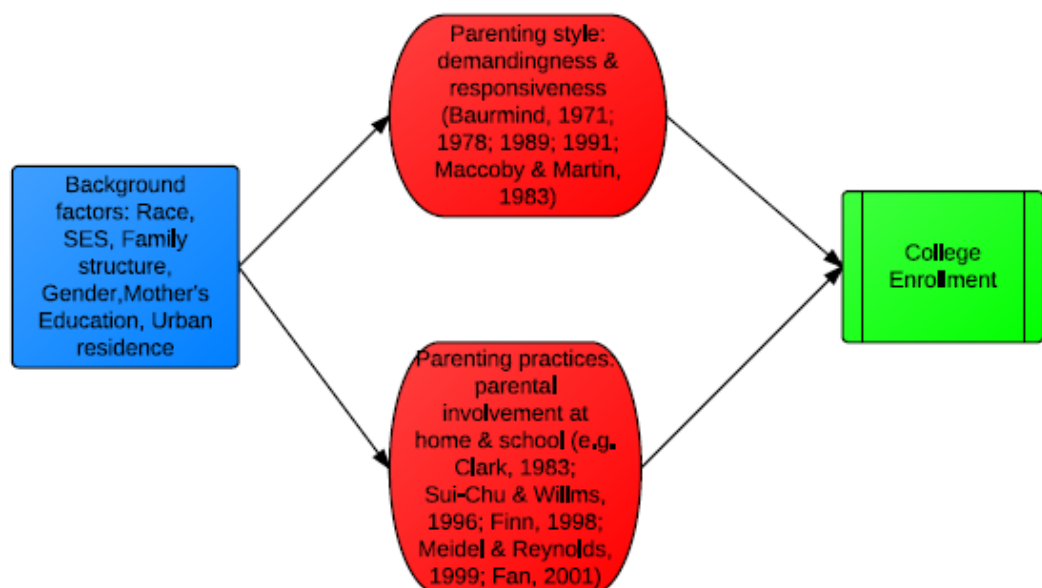 Parenting style:
demandingness &
responsiveness
(Baurmind, 1971;
1978; 1989; 1991;
Maccoby & Martin,
1983)
Background
factors: Race,
SES, Family
structure,
Gender,Mother's
Education, Urban
residence
College
Enrollment
Parenting practices:
parental
involvement at
home & school (e.g.
Clark, 1983;
Sui-Chu & Willms,
1996; Finn, 1998;
Meidel & Reynolds,
1999; Fan, 2001)